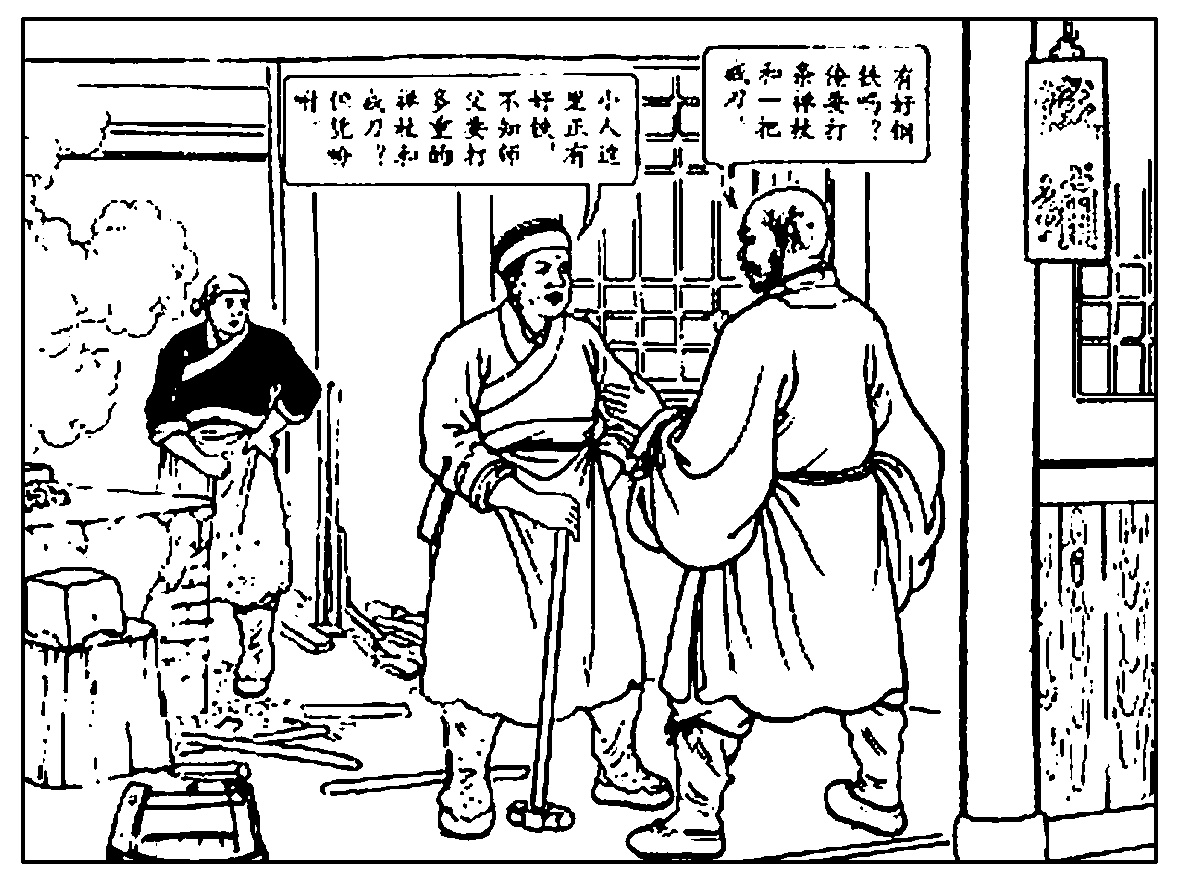 有好钢
铁吗？
俺要打
条禅杖
和一把
戒刀。
小人这
里正有
好铁，
不知师
父要打
多重的
禅杖和
戒刀？
但凭吩
咐